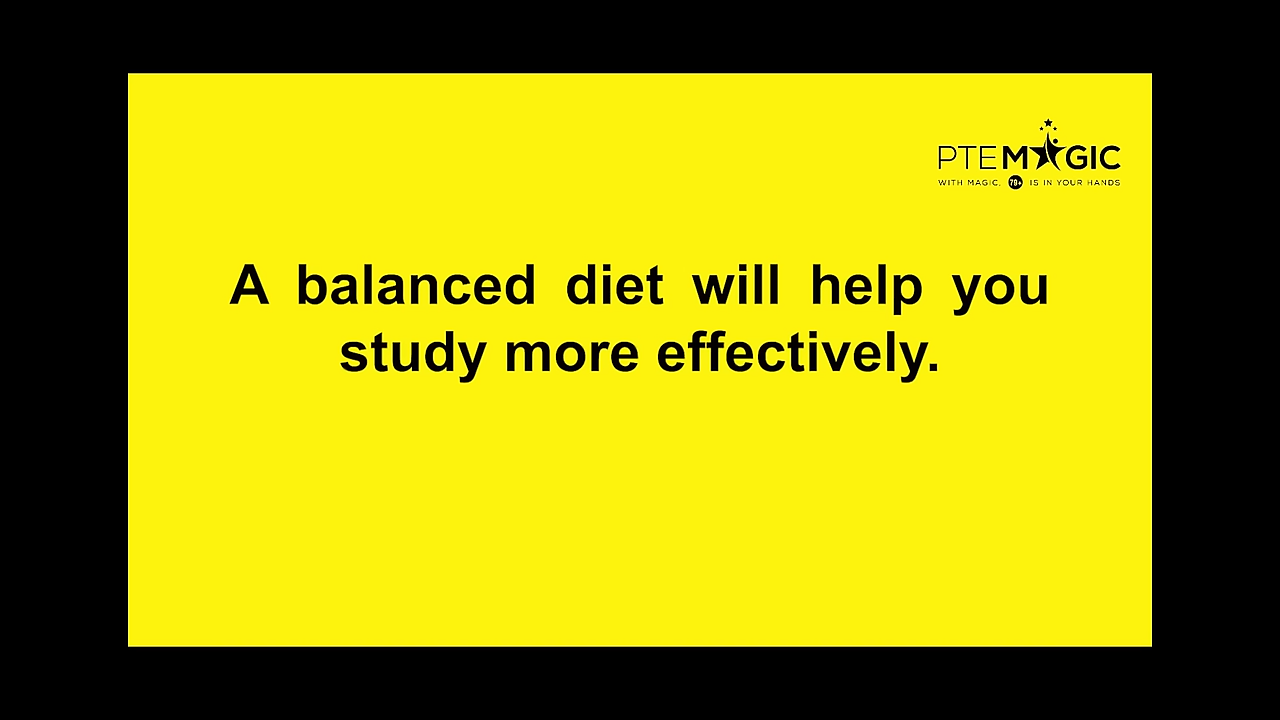 PTEMAGIC
WITH MAGIC, 79+ IS IN YOUR HANDS
A balanced diet will help you
study more effectively.